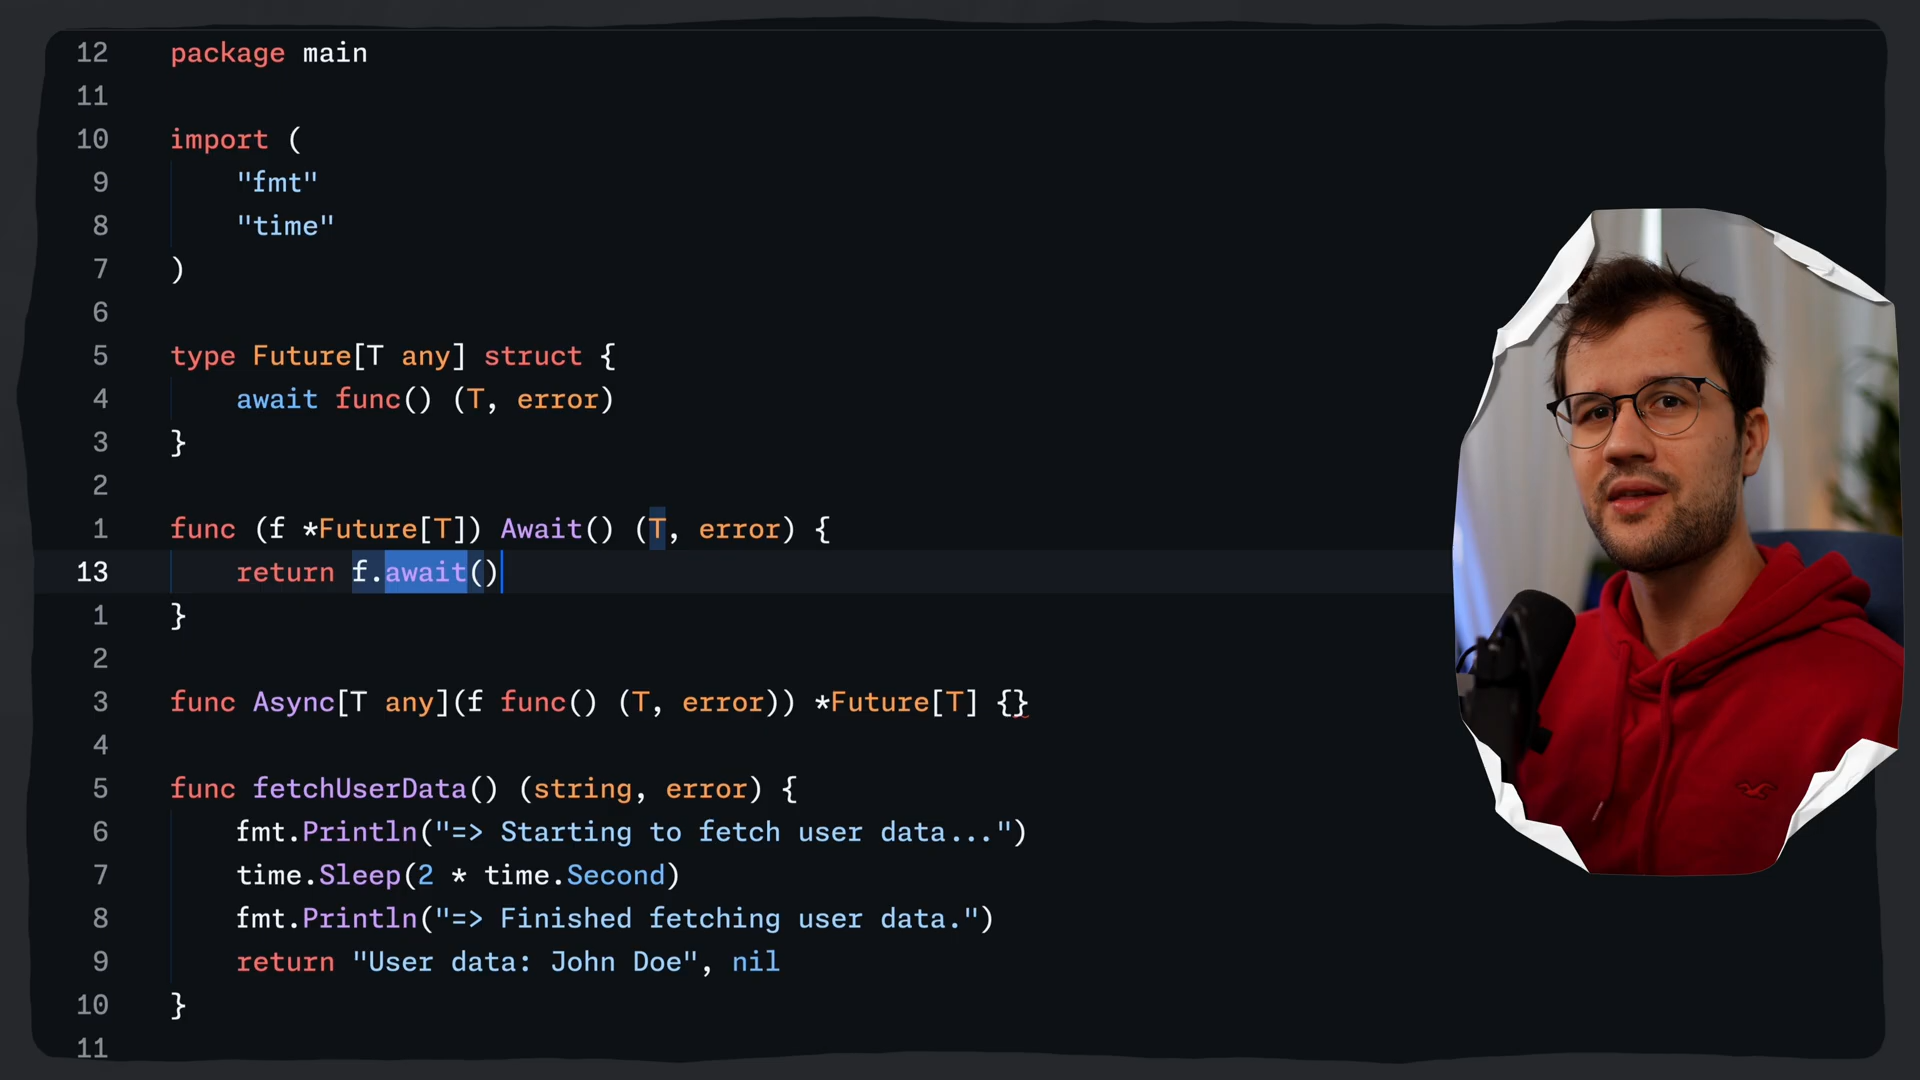 12 package main
11
10 import (
9 "fmt"
8 "time"
7 )
6
5 type Future[T any] struct {
4 await func() (T, error)
3 }
2
1 func (f *Future[T]) Await() (T, error) {
13 return f.await()
1 }
2
3 func Async[T any](f func() (T, error)) *Future[T] {}
4
5 func fetchUserData() (string, error) {
6 fmt.Println("=> Starting to fetch user data...")
7 time.Sleep(2 * time.Second)
8 fmt.Println("=> Finished fetching user data.")
9 return "User data: John Doe", nil
10 }
11